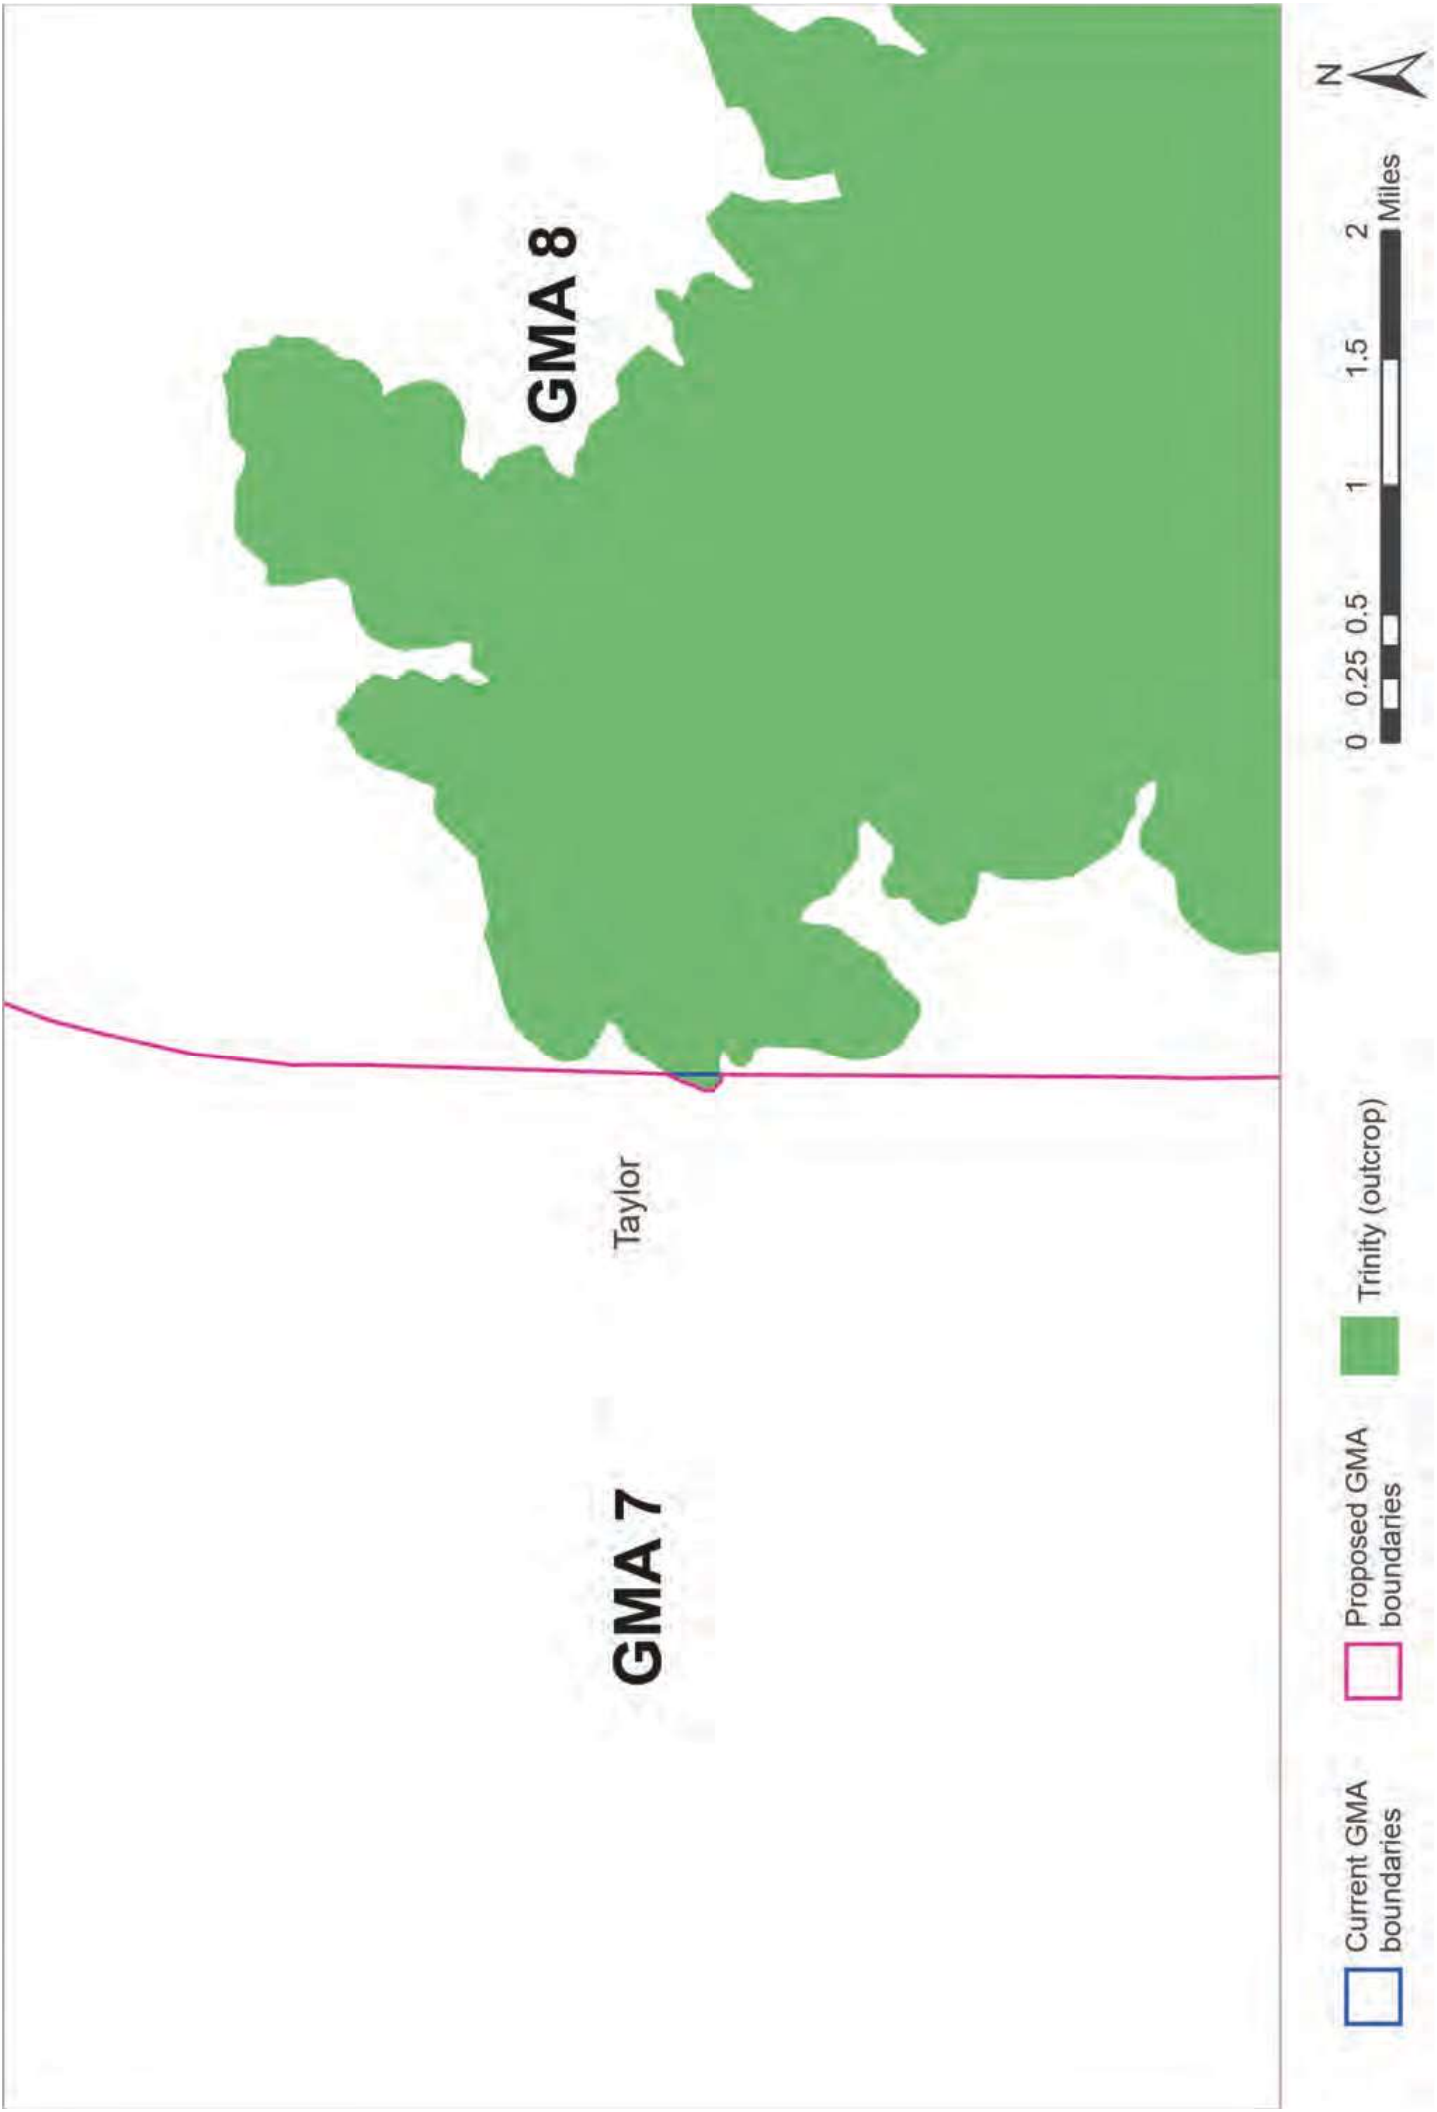 GMA 7
Taylor
GMA 8
Current GMA
boundaries
Proposed GMA
boundaries
Trinity (outcrop)
0 0.25 0.5 1 1.5 2
Miles
N